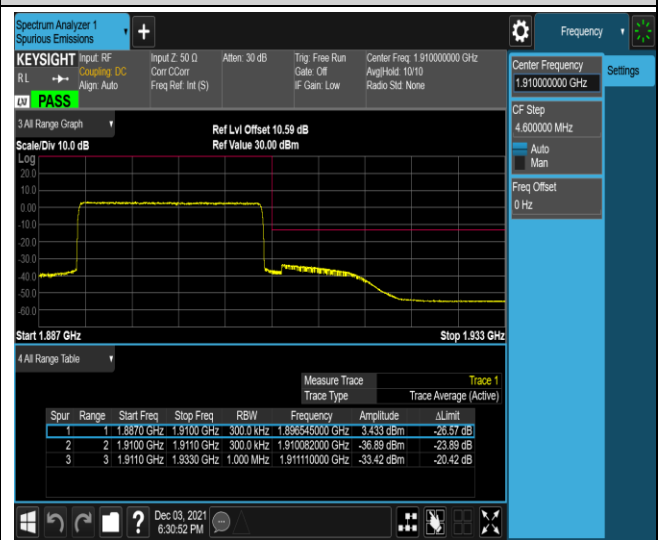 Spectrum Analyzer 1
Spurious Emissions
Frequency
KEYSIGHT Input: RF Input Z: 50 Ω Atten: 30 dB Trig: Free Run Center Freq: 1.910000000 GHz
RL Coupling: DC Corr CCorr Gate: Off Avg|Hold: 10/10
Align: Auto Freq Ref: Int (S) IF Gain: Low Radio Std: None
LXI PASS
3 All Range Graph
Ref Lvl Offset 10.59 dB
Scale/Div 10.0 dB Ref Value 30.00 dBm
Log
20.0
10.0
0.00
-10.0
-20.0
-30.0
-40.0
-50.0
-60.0
Start 1.887 GHz Stop 1.933 GHz
4 All Range Table
Measure Trace Trace 1
Trace Type Trace Average (Active)
Spur Range Start Freq Stop Freq RBW Frequency Amplitude ΔLimit
1 1 1.8870 GHz 1.9100 GHz 300.0 kHz 1.896545000 GHz 3.433 dBm -26.57 dB
2 2 1.9100 GHz 1.9110 GHz 300.0 kHz 1.910082000 GHz -36.89 dBm -23.89 dB
3 3 1.9110 GHz 1.9330 GHz 1.000 MHz 1.911110000 GHz -33.42 dBm -20.42 dB
Center Frequency
1.910000000 GHz
Settings
CF Step
4.600000 MHz
Auto
Man
Freq Offset
0 Hz
Dec 03, 2021
6:30:52 PM